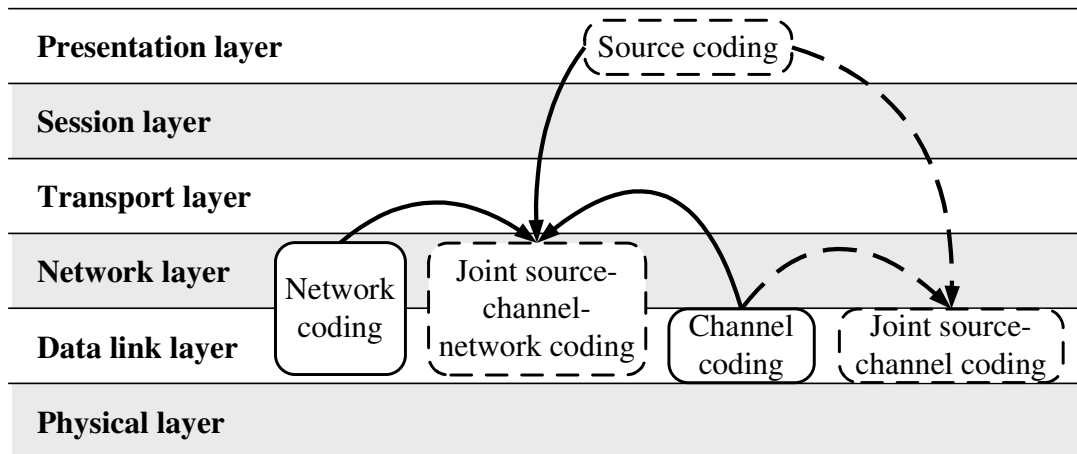 Presentation layer
Source coding
Session layer
Transport layer
Network layer
Data link layer
Physical layer
Network
coding
Joint source-
channel-
network coding
Channel
coding
Joint source-
channel coding